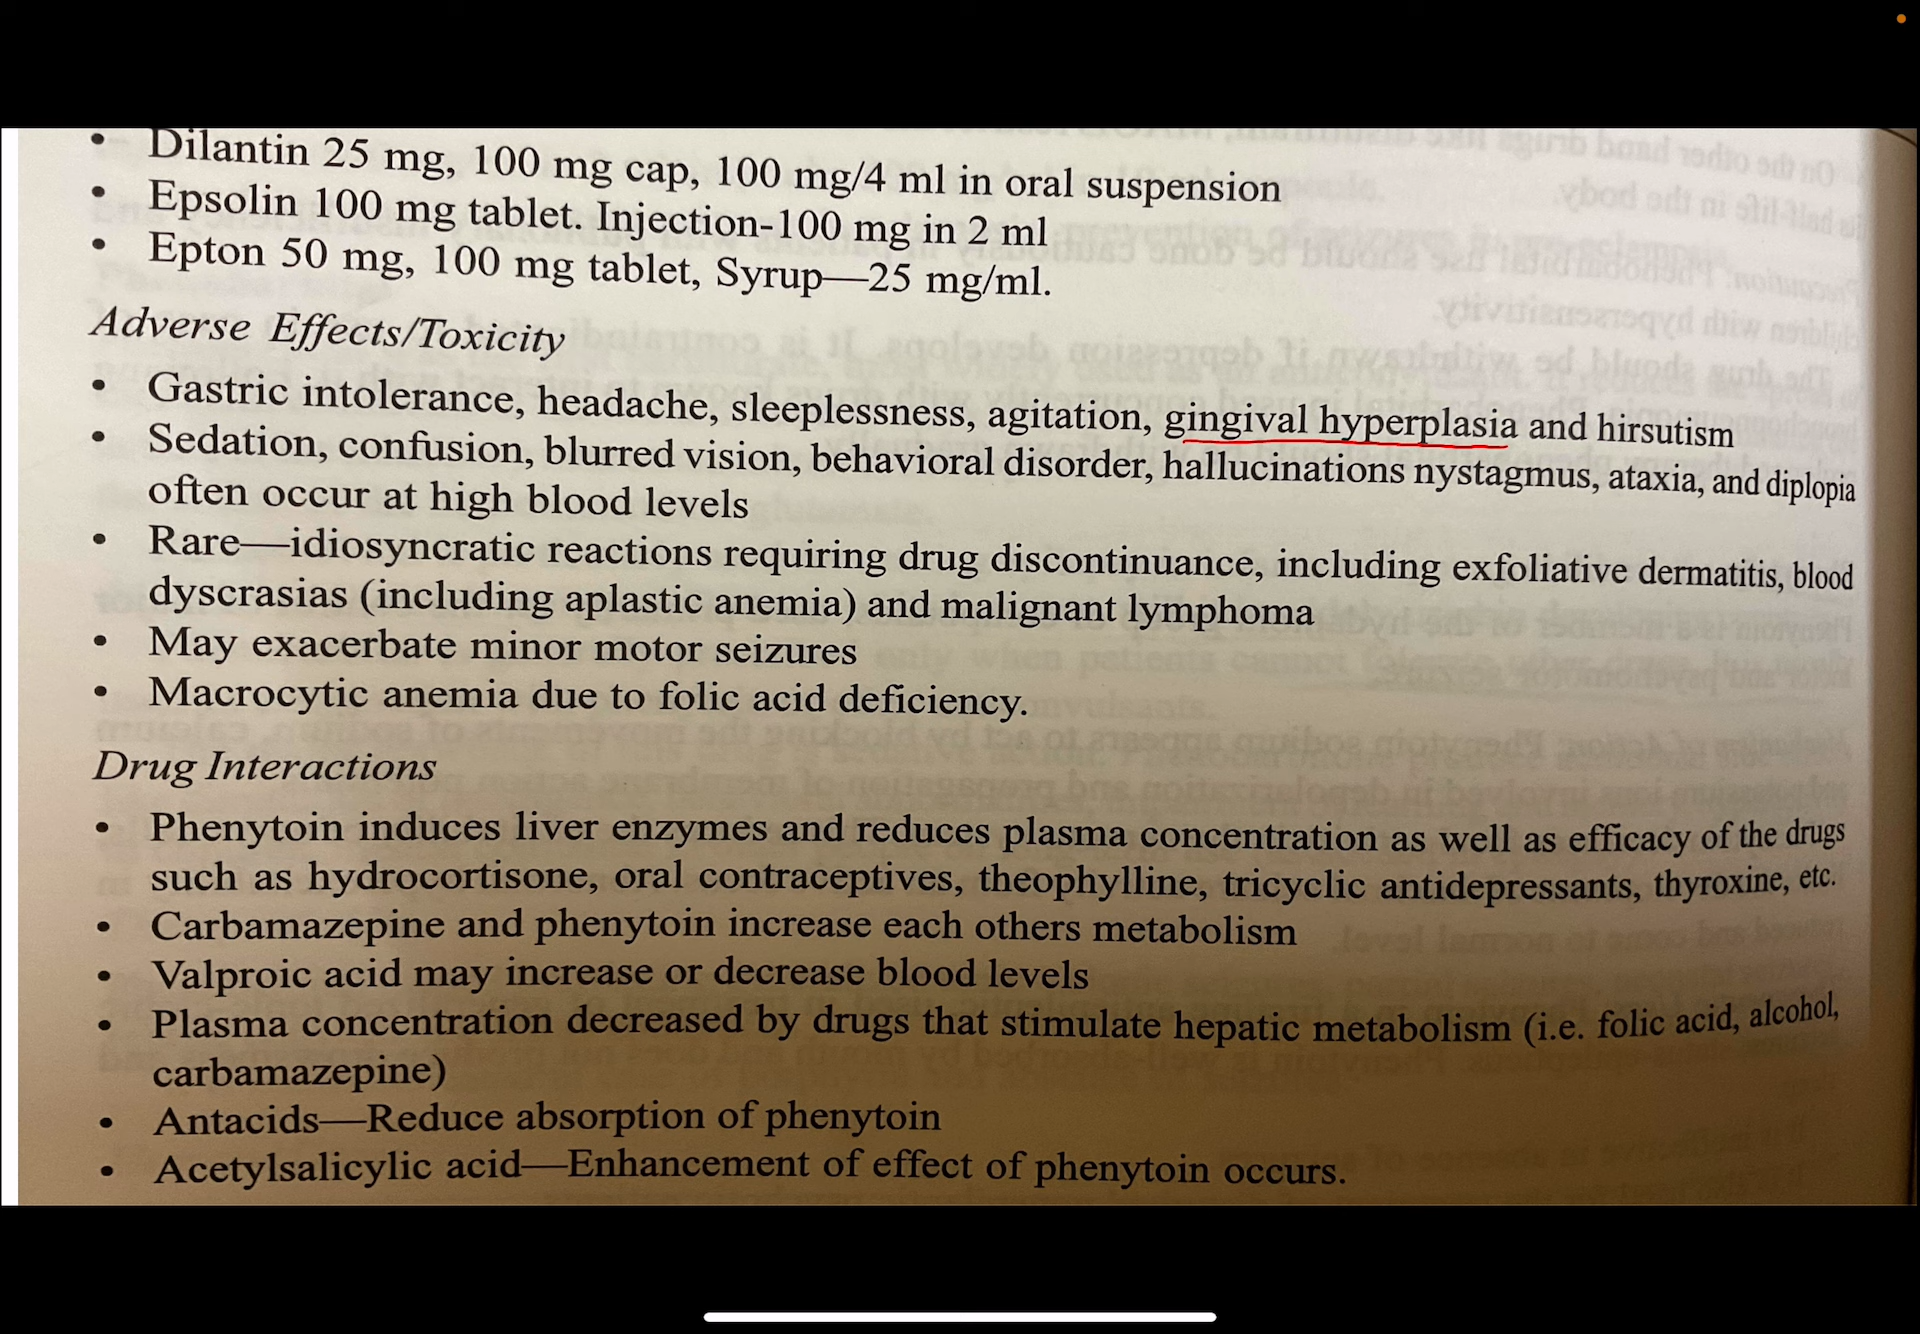 • Dilantin 25 mg, 100 mg cap, 100 mg/4 ml in oral suspension
• Epsolin 100 mg tablet. Injection-100 mg in 2 ml
• Epton 50 mg, 100 mg tablet, Syrup—25 mg/ml.
Adverse Effects/Toxicity
• Gastric intolerance, headache, sleeplessness, agitation, gingival hyperplasia and hirsutism
• Sedation, confusion, blurred vision, behavioral disorder, hallucinations nystagmus, ataxia, and diplopia
often occur at high blood levels
• Rare—idiosyncratic reactions requiring drug discontinuance, including exfoliative dermatitis, blood
dyscrasias (including aplastic anemia) and malignant lymphoma
• May exacerbate minor motor seizures
• Macrocytic anemia due to folic acid deficiency.
Drug Interactions
• Phenytoin induces liver enzymes and reduces plasma concentration as well as efficacy of the drugs
such as hydrocortisone, oral contraceptives, theophylline, tricyclic antidepressants, thyroxine, etc.
• Carbamazepine and phenytoin increase each others metabolism
• Valproic acid may increase or decrease blood levels
• Plasma concentration decreased by drugs that stimulate hepatic metabolism (i.e. folic acid, alcohol,
carbamazepine)
• Antacids—Reduce absorption of phenytoin
• Acetylsalicylic acid—Enhancement of effect of phenytoin occurs.